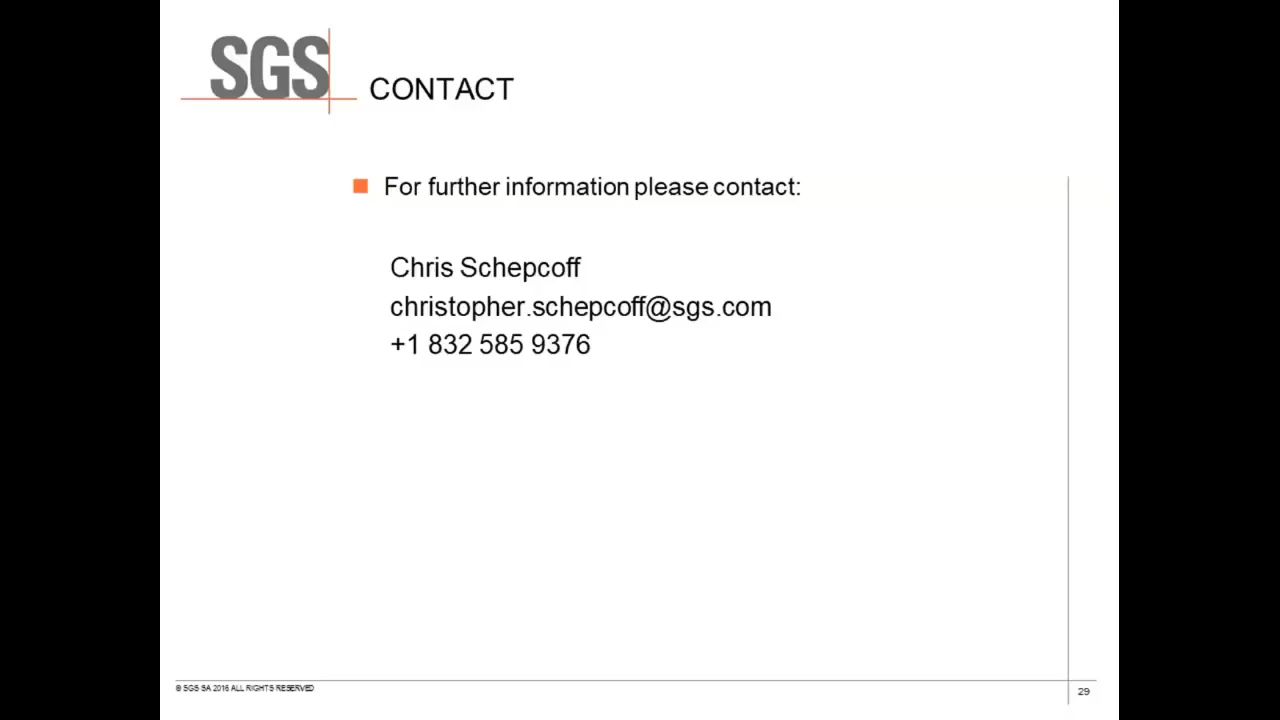 SGS
CONTACT
For further information please contact:
Chris Schepcoff
christopher.schepcoff@sgs.com
+1 832 585 9376
© SGS SA 2016 ALL RIGHTS RESERVED
29